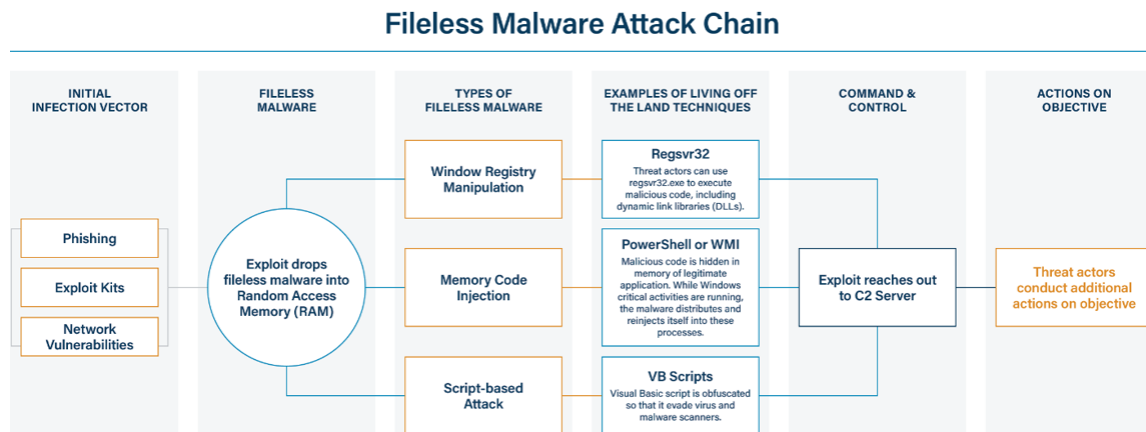 Fileless Malware Attack Chain
INITIAL
INFECTION VECTOR
FILELESS
MALWARE
TYPES OF
FILELESS MALWARE
EXAMPLES OF LIVING OFF
THE LAND TECHNIQUES
COMMAND &
CONTROL
ACTIONS ON
OBJECTIVE
Phishing
Exploit Kits
Network
Vulnerabilities
Exploit drops
fileless malware into
Random Access
Memory (RAM)
Window Registry
Manipulation
Memory Code
Injection
Script-based
Attack
Regsvr32
Threat actors can use
regsvr32.exe to execute
malicious code, including
dynamic link libraries (DLLs).
PowerShell or WMI
Malicious code is hidden in
memory of legitimate
application. While Windows
critical activities are running,
the malware distributes and
reinjects itself into these
processes.
VB Scripts
Visual Basic script is obfuscated
so that it evade virus and
malware scanners.
Exploit reaches out
to C2 Server
Threat actors
conduct additional
actions on objective